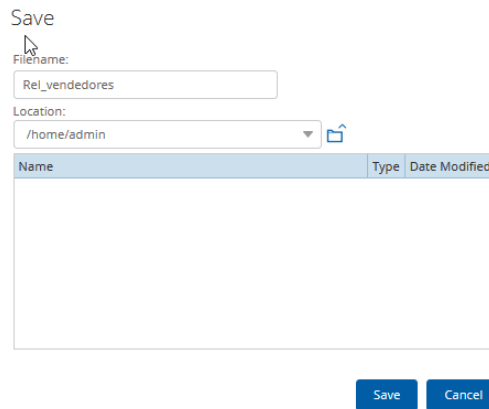 Save
Filename:
Rel_vendedores
Location:
/home/admin
Name Type Date Modified
Save Cancel